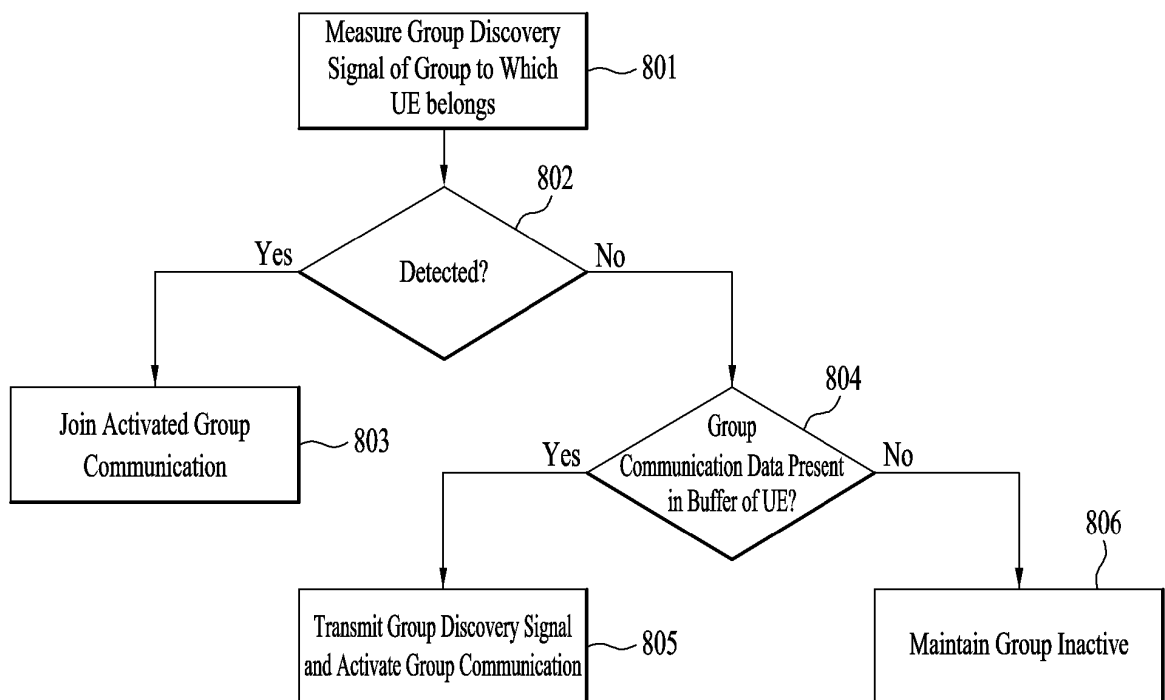 Measure Group Discovery
Signal of Group to Which
UE belongs
801
802
Yes
No
Detected?
804
Join Activated Group
Communication
803
Group
Communication Data Present
in Buffer of UE?
Yes
No
806
Transmit Group Discovery Signal
and Activate Group Communication
805
Maintain Group Inactive